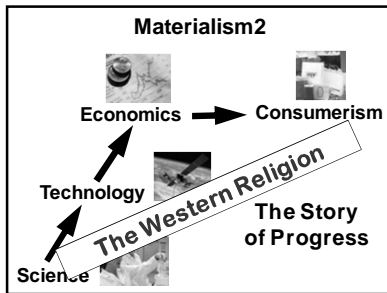 Materialism2
Economics
Consumerism
Technology
The Western Religion
The Story
of Progress
Science